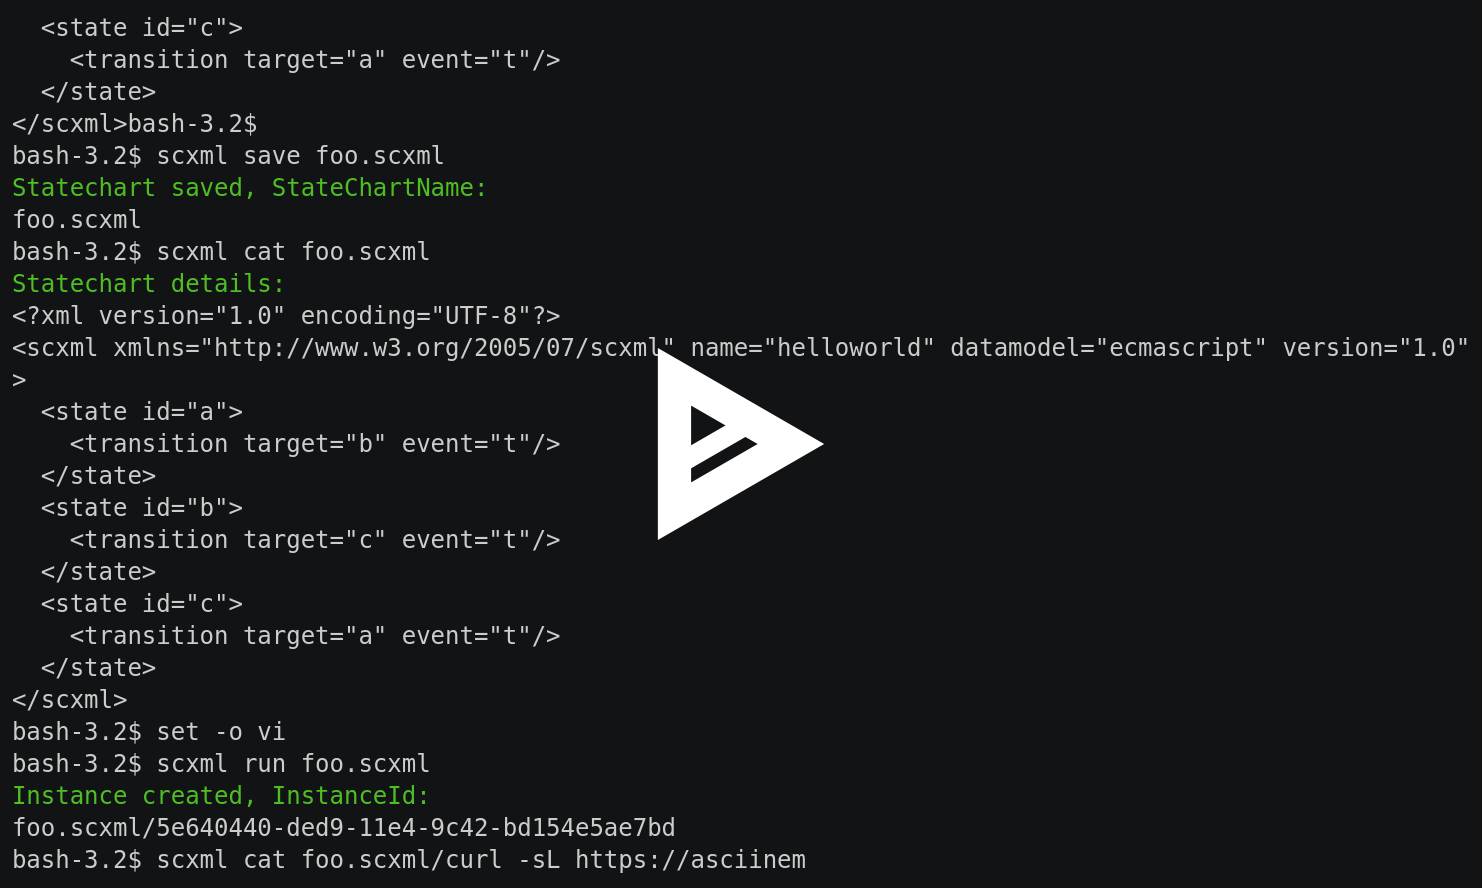 <state id="c">
    <transition target="a" event="t"/>
  </state>
</scxml>bash-3.2$
bash-3.2$ scxml save foo.scxml
Statechart saved, StateChartName:
foo.scxml
bash-3.2$ scxml cat foo.scxml
Statechart details:
<?xml version="1.0" encoding="UTF-8"?>
<scxml xmlns="http://www.w3.org/2005/07/scxml" name="helloworld" datamodel="ecmascript" version="1.0"
>
  <state id="a">
    <transition target="b" event="t"/>
  </state>
  <state id="b">
    <transition target="c" event="t"/>
  </state>
  <state id="c">
    <transition target="a" event="t"/>
  </state>
</scxml>
bash-3.2$ set -o vi
bash-3.2$ scxml run foo.scxml
Instance created, InstanceId:
foo.scxml/5e640440-ded9-11e4-9c42-bd154e5ae7bd
bash-3.2$ scxml cat foo.scxml/curl -sL https://asciinem